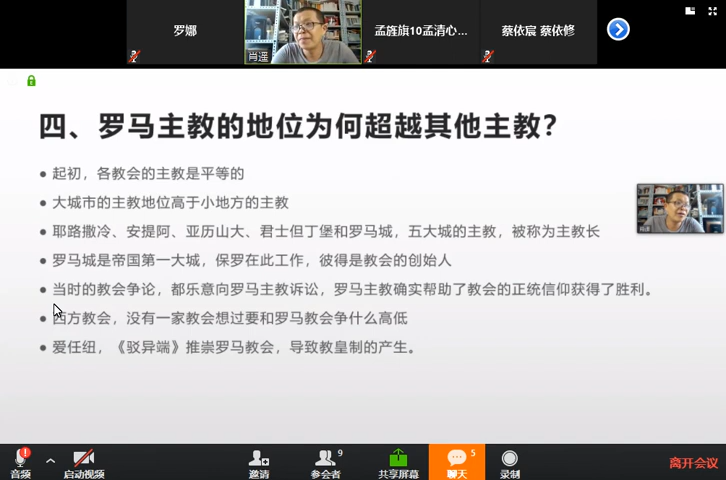 罗娜
肖遥
孟旌旗10孟清心...
蔡依宸 蔡依修
四、罗马主教的地位为何超越其他主教?
起初，各教会的主教是平等的
大城市的主教地位高于小地方的主教
耶路撒冷、安提阿、亚历山大、君士但丁堡和罗马城，五大城的主教，被称为主教长
罗马城是帝国第一大城，保罗在此工作，彼得是教会的创始人
当时的教会争论，都乐意向罗马主教诉讼，罗马主教确实帮助了教会的正统信仰获得了胜利。
西方教会，没有一家教会想过要和罗马教会争什么高低
爱任纽，《驳异端》推崇罗马教会，导致教皇制的产生。
音频
启动视频
邀请
9
参会者
共享屏幕
5
聊天
录制
离开会议